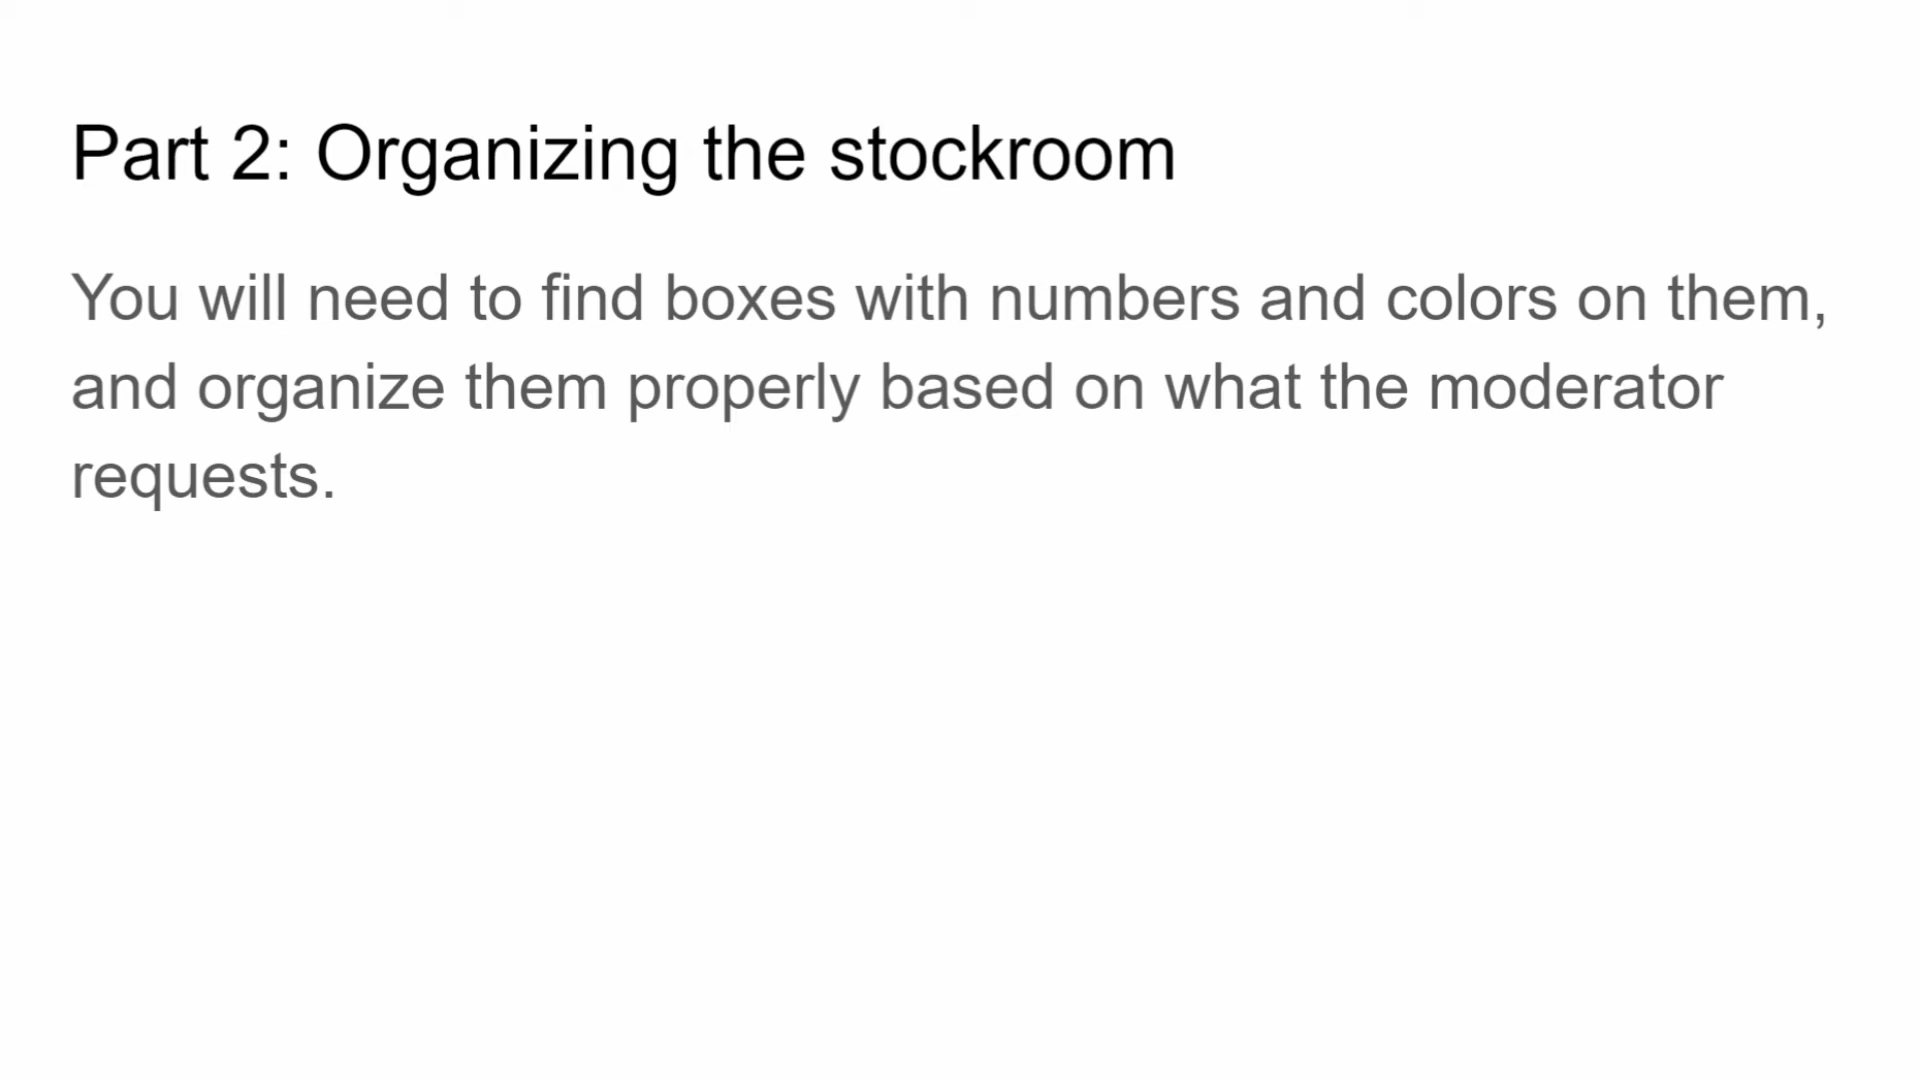 Part 2: Organizing the stockroom
You will need to find boxes with numbers and colors on them,
and organize them properly based on what the moderator
requests.